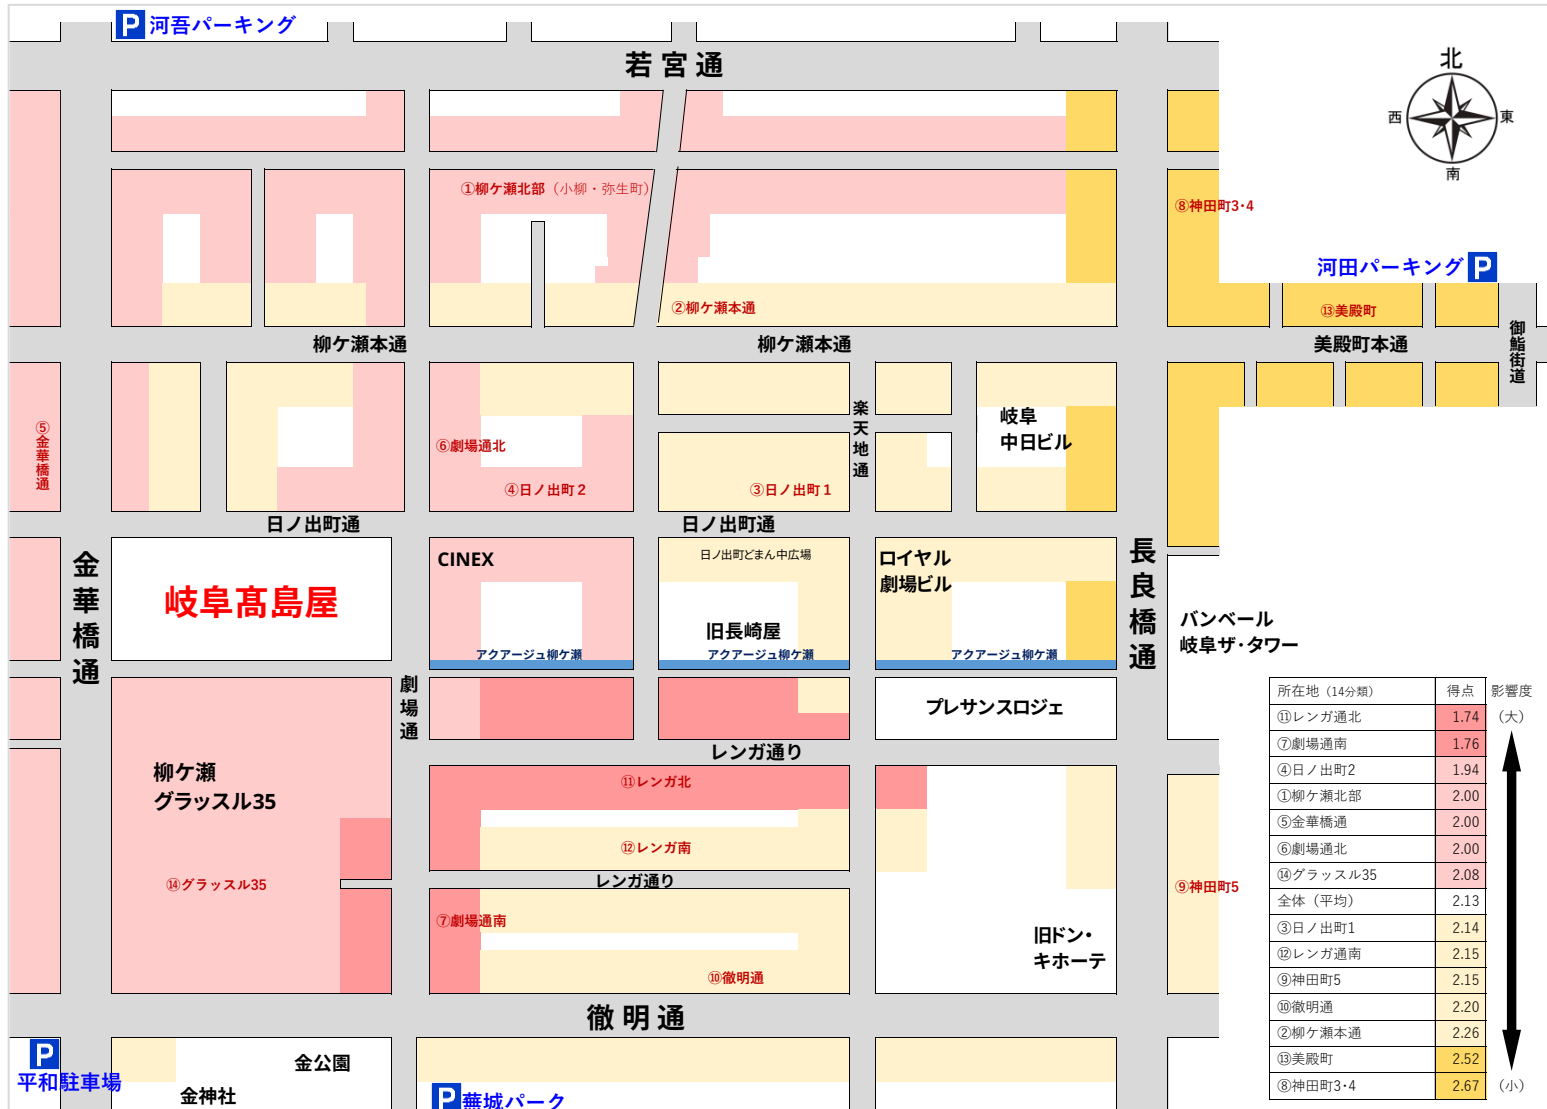 P 河吾パーキング
若宮通
北
西
東
南
①柳ケ瀬北部（小柳・弥生町）
⑧神田町3・4
河田パーキング P
②柳ケ瀬本通
⑬美殿町
柳ケ瀬本通
柳ケ瀬本通
美殿町本通
御鮨街道
⑤金華橋通
⑥劇場通北
④日ノ出町２
③日ノ出町１
楽天地通
岐阜
中日ビル
日ノ出町通
日ノ出町通
金華橋通
岐阜髙島屋
CINEX
日ノ出町どまん中広場
ロイヤル
劇場ビル
長良橋通
旧長崎屋
アクアージュ柳ケ瀬
アクアージュ柳ケ瀬
アクアージュ柳ケ瀬
バンベール
岐阜ザ・タワー
劇場通
プレサンスロジェ
レンガ通り
柳ケ瀬
グラッスル35
⑪レンガ北
⑫レンガ南
レンガ通り
⑭グラッスル35
⑦劇場通南
⑩徹明通
旧ドン・
キホーテ
⑨神田町5
徹明通
P
平和駐車場
金公園
金神社
P 蕪城パーク
所在地（14分類） 得点 影響度
⑪レンガ通北 1.74 （大）
⑦劇場通南 1.76
④日ノ出町2 1.94
①柳ケ瀬北部 2.00
⑤金華橋通 2.00
⑥劇場通北 2.00
⑭グラッスル35 2.08
全体（平均） 2.13
③日ノ出町1 2.14
⑫レンガ通南 2.15
⑨神田町5 2.15
⑩徹明通 2.20
②柳ケ瀬本通 2.26
⑬美殿町 2.52
⑧神田町3・4 2.67 （小）